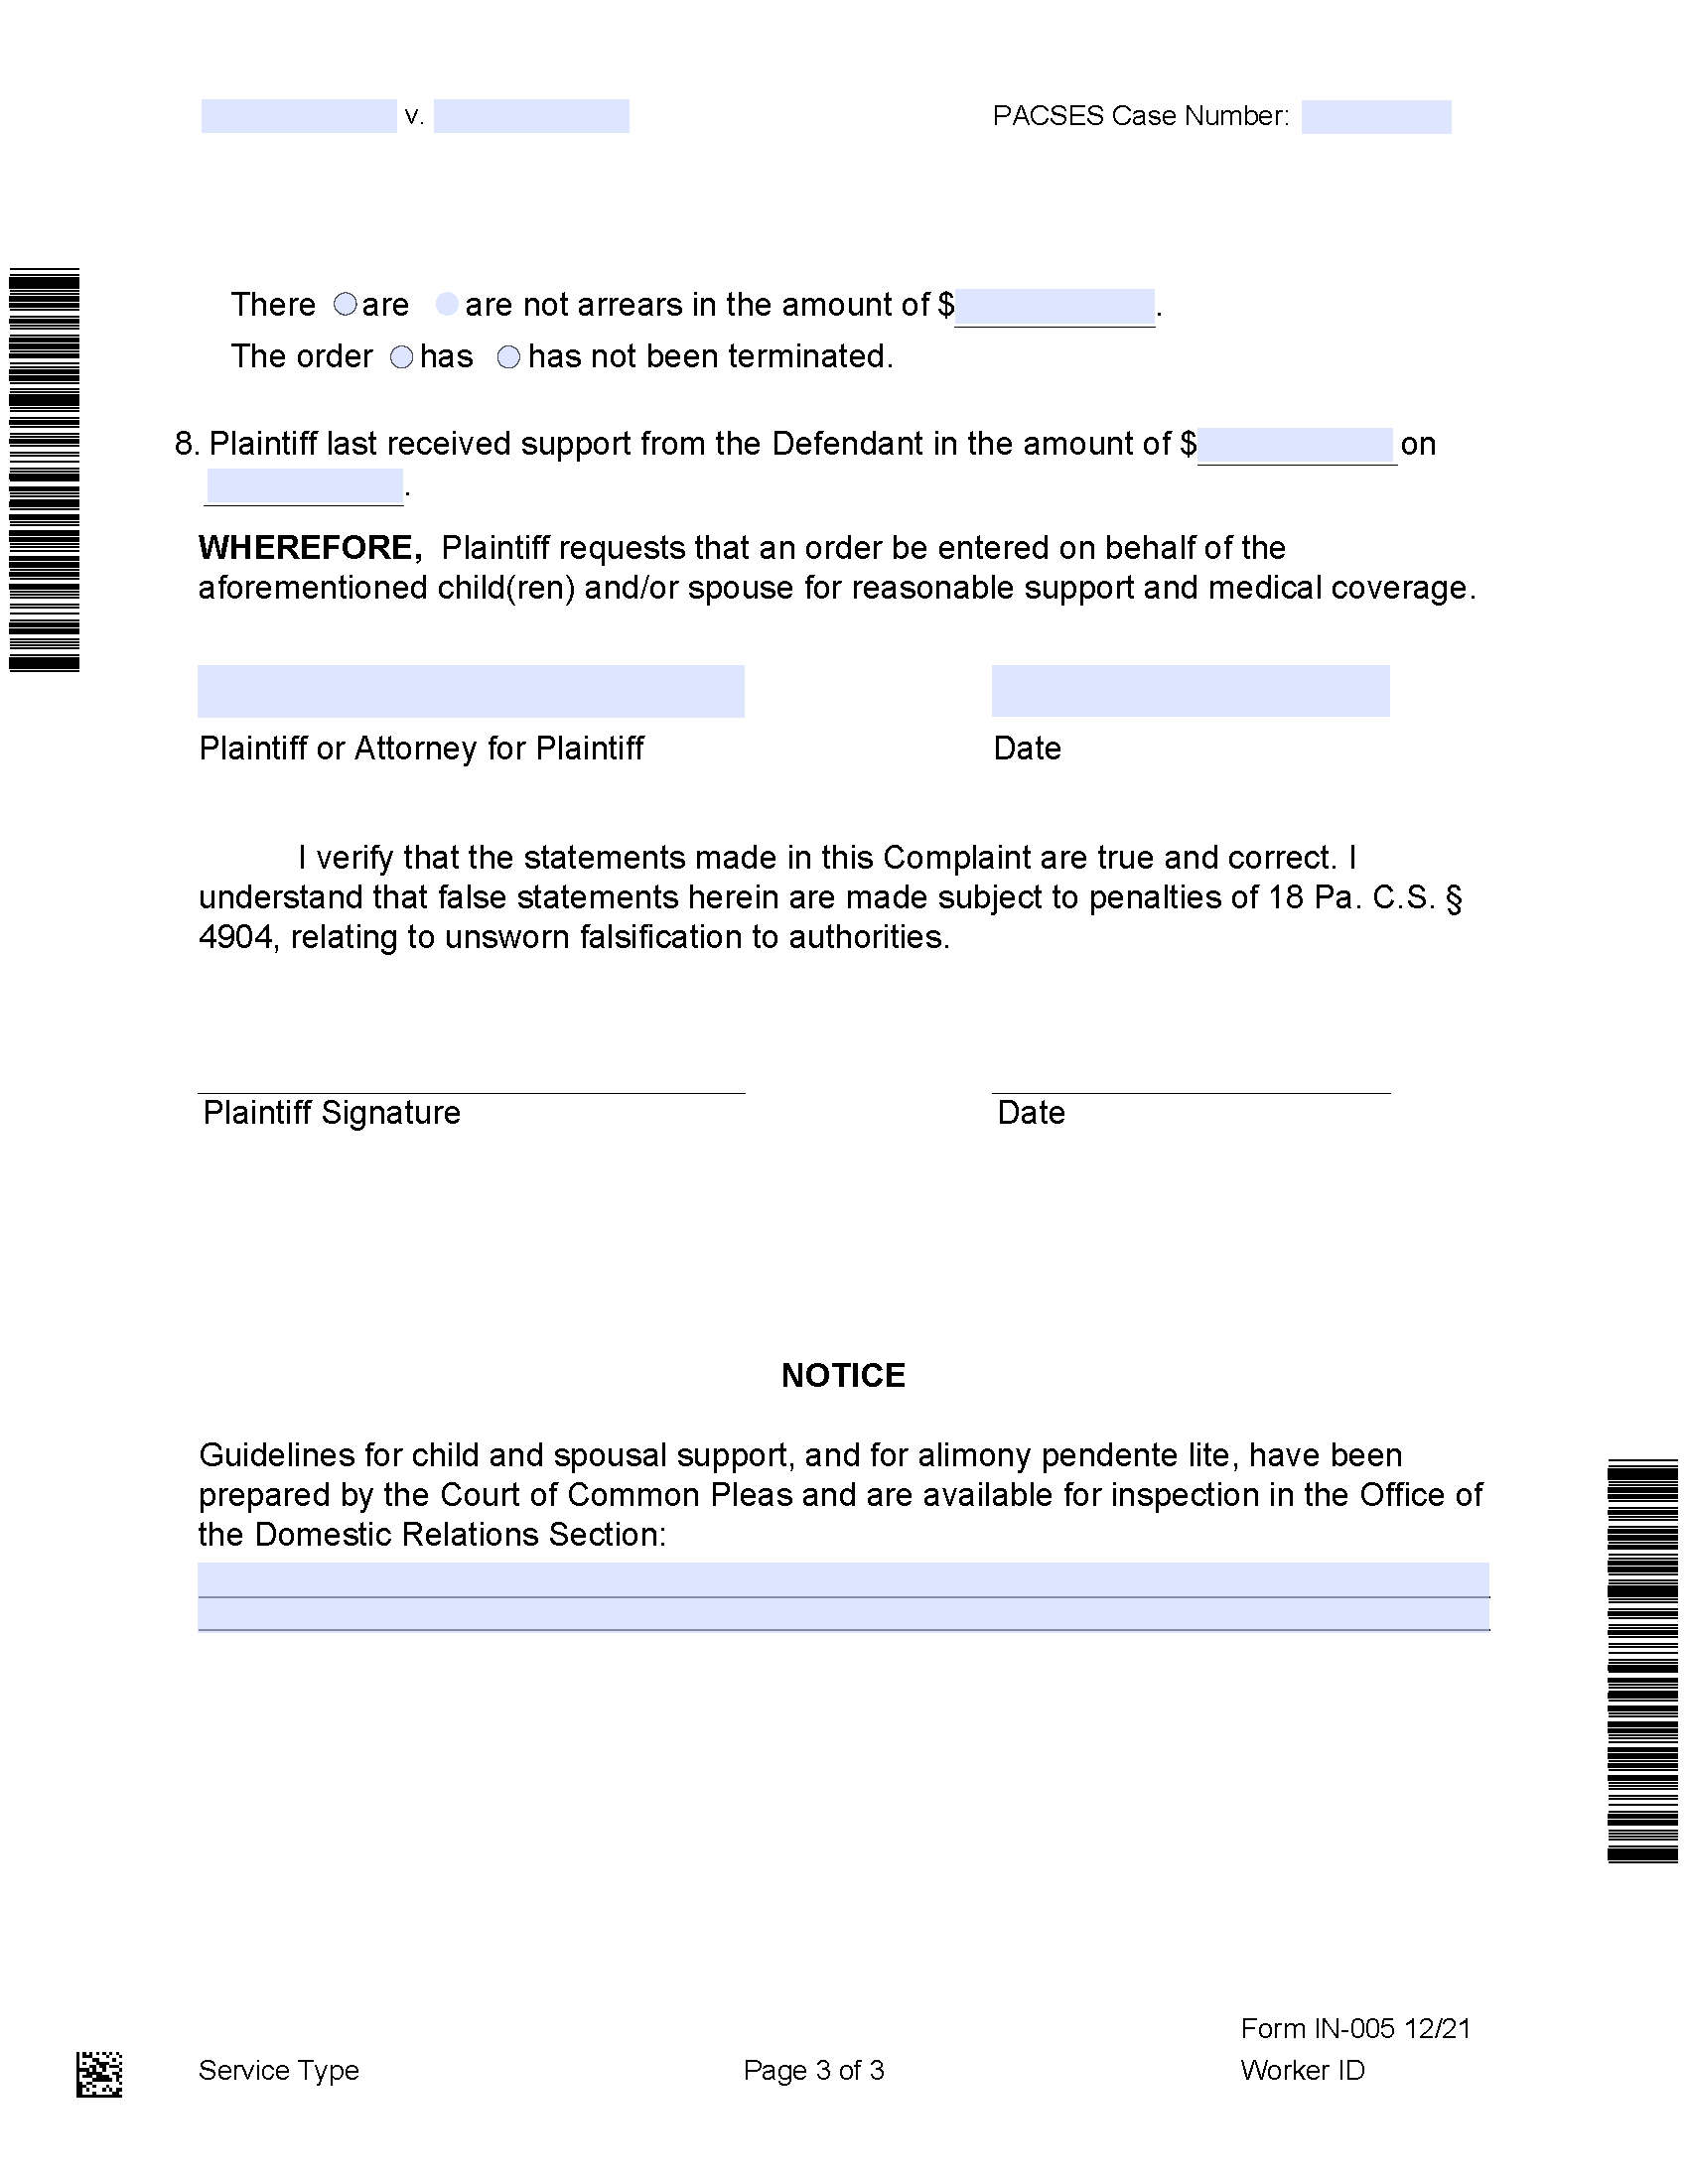 v. PACSES Case Number:
There are are not arrears in the amount of $ .
The order has has not been terminated.
8. Plaintiff last received support from the Defendant in the amount of $ on
.
WHEREFORE, Plaintiff requests that an order be entered on behalf of the
aforementioned child(ren) and/or spouse for reasonable support and medical coverage.
Plaintiff or Attorney for Plaintiff Date
I verify that the statements made in this Complaint are true and correct. I
understand that false statements herein are made subject to penalties of 18 Pa. C.S. §
4904, relating to unsworn falsification to authorities.
Plaintiff Signature Date
NOTICE
Guidelines for child and spousal support, and for alimony pendente lite, have been
prepared by the Court of Common Pleas and are available for inspection in the Office of
the Domestic Relations Section:
Form IN-005 12/21
Service Type Page 3 of 3 Worker ID